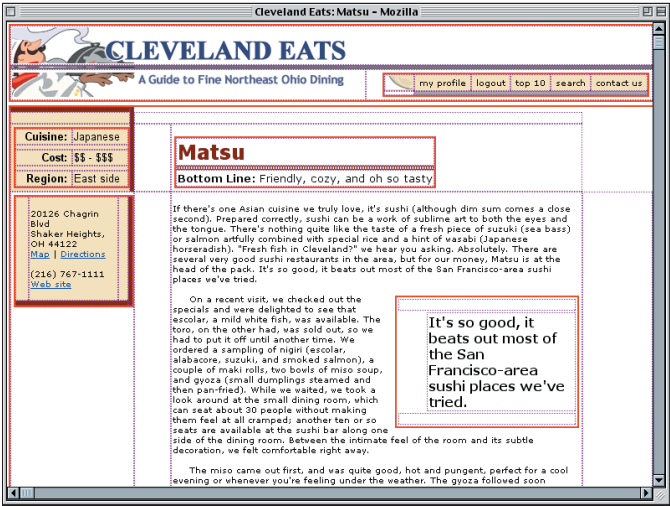 Cleveland Eats: Matsu – Mozilla
CLEVELAND EATS
A Guide to Fine Northeast Ohio Dining
my profile logout top 10 search contact us
Cuisine: Japanese
Cost: $$ - $$$
Region: East side
Matsu
Bottom Line: Friendly, cozy, and oh so tasty
20126 Chagrin
Blvd
Shaker Heights,
OH 44122
Map | Directions
(216) 767-1111
Web site
If there's one Asian cuisine we truly love, it's sushi (although dim sum comes a close
second). Prepared correctly, sushi can be a work of sublime art to both the eyes and
the tongue. There's nothing quite like the taste of a fresh piece of suzuki (sea bass)
or salmon artfully combined with special rice and a hint of wasabi (Japanese
horseradish). "Fresh fish in Cleveland?" we hear you asking. Absolutely. There are
several very good sushi restaurants in the area, but for our money, Matsu is at the
head of the pack. It's so good, it beats out most of the San Francisco-area sushi
places we've tried.
On a recent visit, we checked out the
specials and were delighted to see that
escolar, a mild white fish, was available. The
toro, on the other had, was sold out, so we
had to put it off until another time. We
ordered a sampling of nigiri (escolar,
alabacore, suzuki, and smoked salmon), a
couple of maki rolls, two bowls of miso soup,
and gyoza (small dumplings steamed and
then pan-fried). While we waited, we took a
look around at the small dining room, which
can seat about 30 people without making
them feel at all cramped; another ten or so
seats are available at the sushi bar along one
side of the dining room. Between the intimate feel of the room and its subtle
decoration, we felt comfortable right away.
It's so good, it
beats out most of
the San
Francisco-area
sushi places we've
tried.
The miso came out first, and was quite good, hot and pungent, perfect for a cool
evening or whenever you're feeling under the weather. The gyoza followed soon